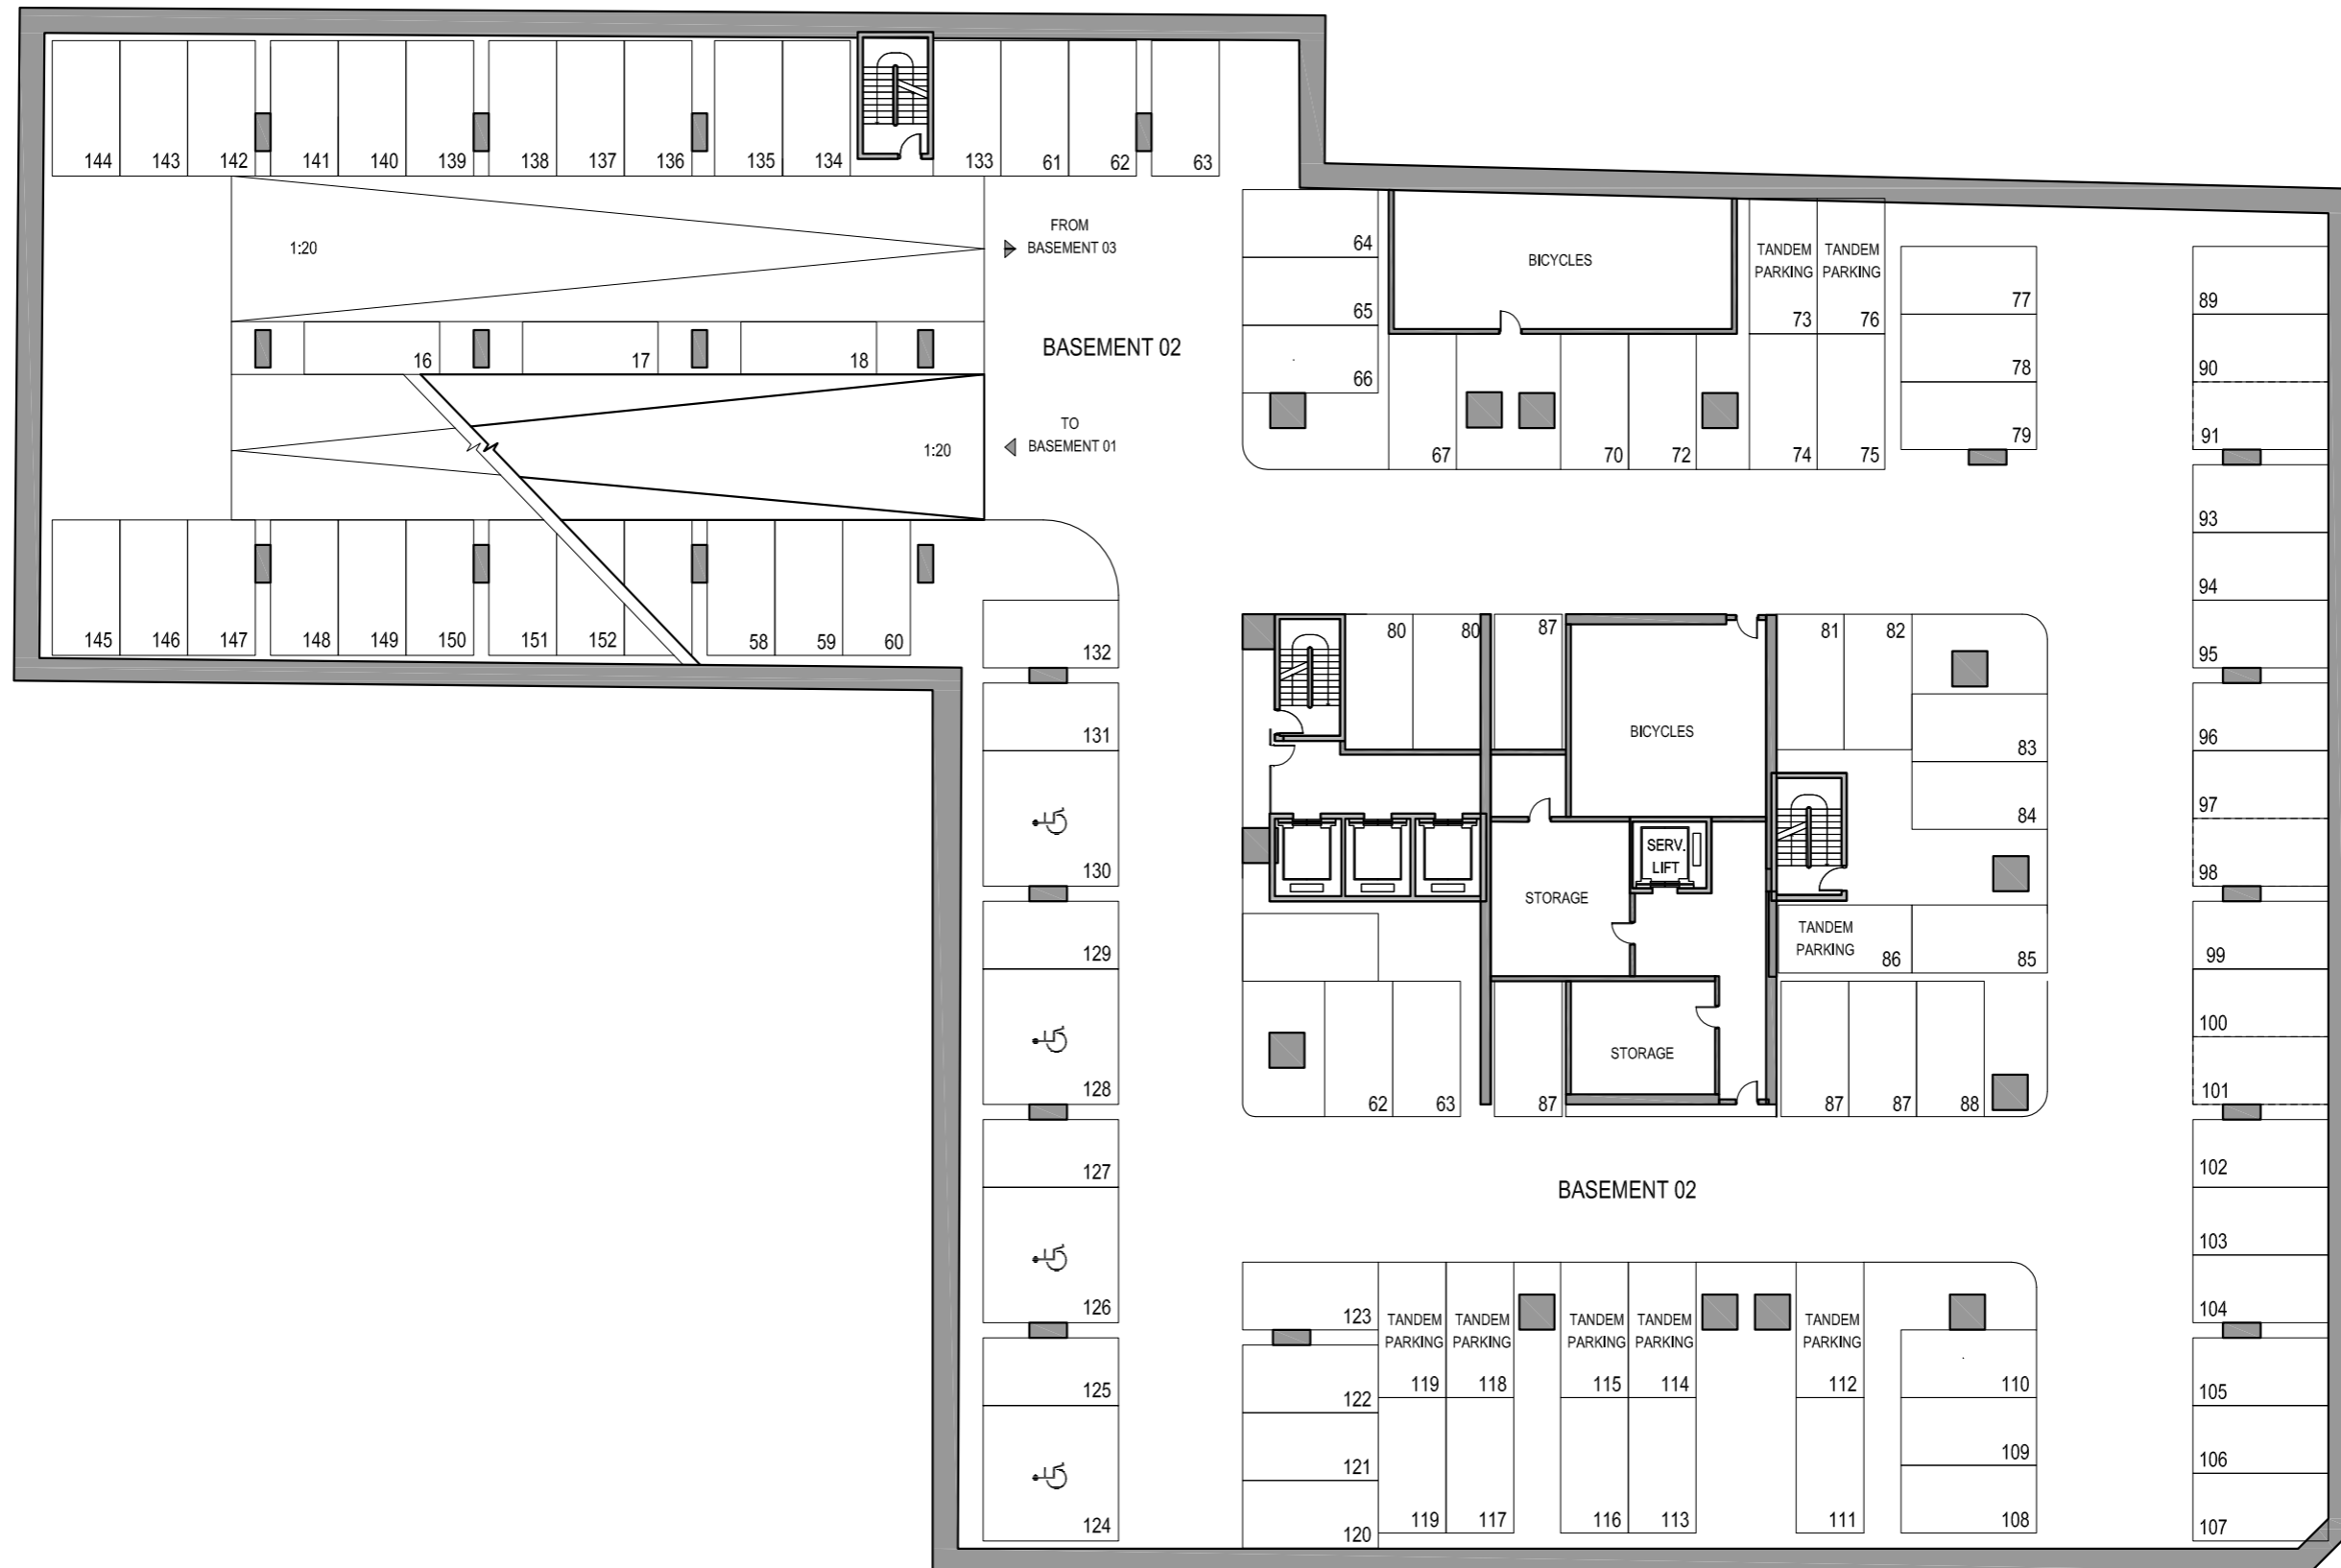 144 143 142 141 140 139 138 137 136 135 134 133 61 62 63
1:20
FROM
BASEMENT 03
BASEMENT 02
16 17 18
TO
BASEMENT 01
1:20
145 146 147 148 149 150 151 152 58 59 60
64
65
66
BICYCLES
TANDEM
PARKING
73
TANDEM
PARKING
76
67 70 72 74 75
77
78
79
89
90
91
93
94
95
96
97
98
99
100
101
102
103
104
105
106
107
132
131
130
129
128
127
126
125
124
80 80 87
BICYCLES
81 82
83
84
SERV.
LIFT
STORAGE
TANDEM
PARKING
86 85
STORAGE
62 63 87 87 87 88
BASEMENT 02
123
122
121
120
TANDEM
PARKING
119
TANDEM
PARKING
118
TANDEM
PARKING
115
TANDEM
PARKING
114
TANDEM
PARKING
112
119 117 116 113 111
110
109
108